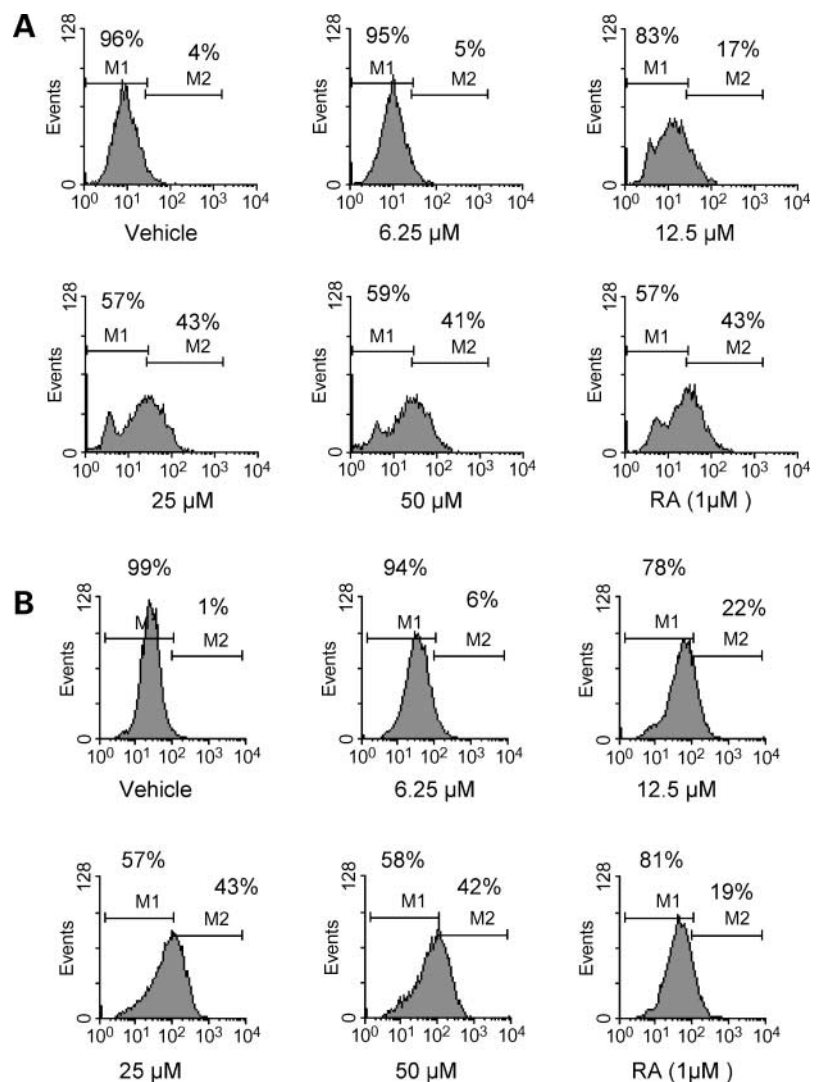 A
128 96% 4% M1 M2 Events 0 10^0 10^1 10^2 10^3 10^4 Vehicle
128 95% 5% M1 M2 Events 0 10^0 10^1 10^2 10^3 10^4 6.25 µM
128 83% 17% M1 M2 Events 0 10^0 10^1 10^2 10^3 10^4 12.5 µM
128 57% 43% M1 M2 Events 0 10^0 10^1 10^2 10^3 10^4 25 µM
128 59% 41% M1 M2 Events 0 10^0 10^1 10^2 10^3 10^4 50 µM
128 57% 43% M1 M2 Events 0 10^0 10^1 10^2 10^3 10^4 RA (1µM )
B
128 99% 1% M M2 Events 0 10^0 10^1 10^2 10^3 10^4 Vehicle
128 94% 6% M1 M2 Events 0 10^0 10^1 10^2 10^3 10^4 6.25 µM
128 78% 22% M1 M2 Events 0 10^0 10^1 10^2 10^3 10^4 12.5 µM
128 57% 43% M1 M2 Events 0 10^0 10^1 10^2 10^3 10^4 25 µM
128 58% 42% M1 M2 Events 0 10^0 10^1 10^2 10^3 10^4 50 µM
128 81% 19% M1 M2 Events 0 10^0 10^1 10^2 10^3 10^4 RA (1µM )